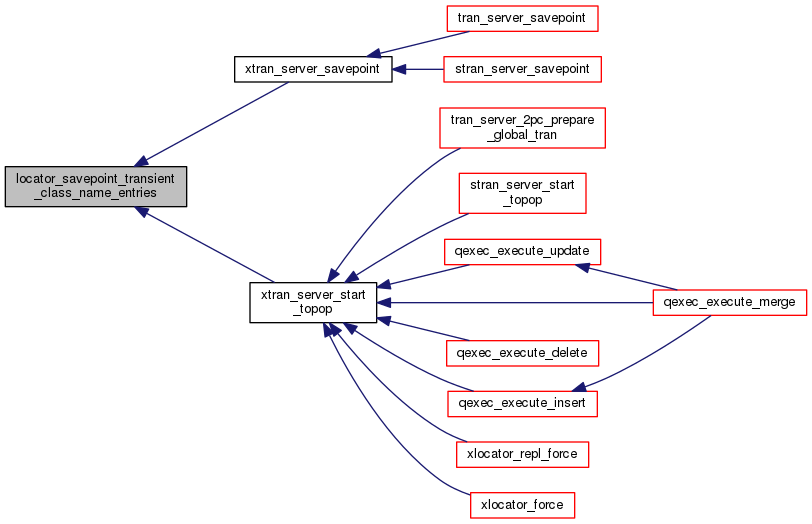 tran_server_savepoint
xtran_server_savepoint
stran_server_savepoint
tran_server_2pc_prepare
_global_tran
locator_savepoint_transient
_class_name_entries
stran_server_start
_topop
qexec_execute_update
xtran_server_start
_topop
qexec_execute_merge
qexec_execute_delete
qexec_execute_insert
xlocator_repl_force
xlocator_force